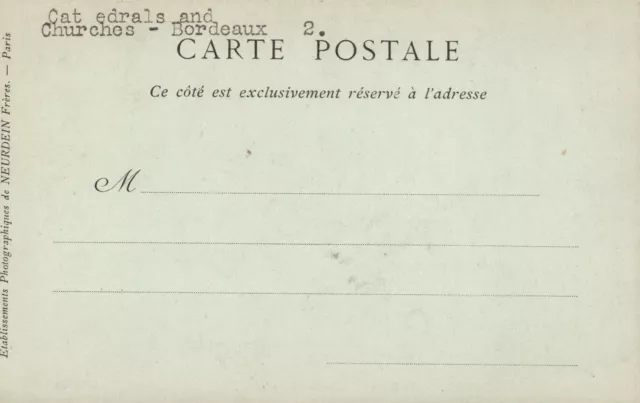 Cat edrals and
Churches - Bordeaux 2.
CARTE POSTALE
Ce côté est exclusivement réservé à l'adresse
M
Etablissements Photographiques de NEURDEIN Frères. — Paris